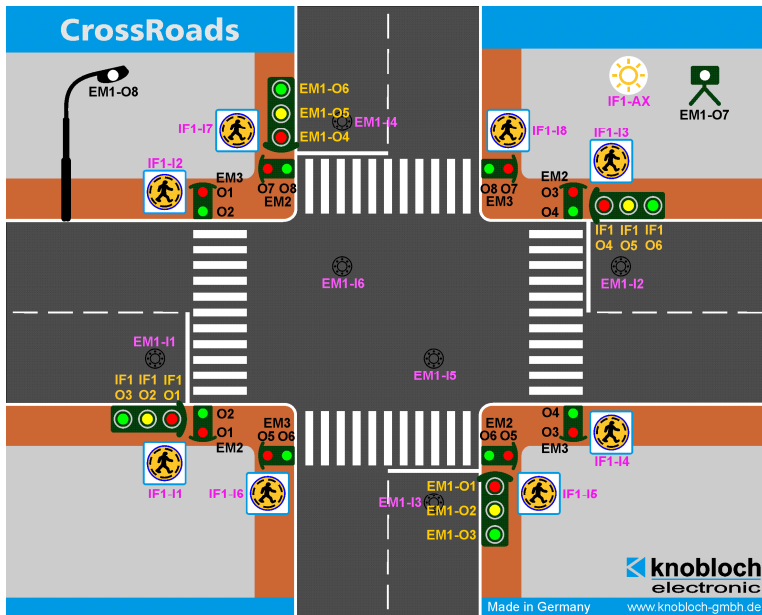 CrossRoads
EM1-O8
EM1-O6
EM1-O5
EM1-O4
EM1-I4
IF1-I7
IF1-AX
EM1-O7
IF1-I8
IF1-I3
IF1-I2
EM3
O1
O2
O7 O8
EM2
O8 O7
EM3
EM2
O3
O4
IF1 IF1 IF1
O4 O5 O6
EM1-I6
EM1-I2
EM1-I1
EM1-I5
IF1 IF1 IF1
O3 O2 O1
O2
O1
EM2
EM3
O5 O6
EM2
O6 O5
O4
O3
EM3
IF1-I1
IF1-I6
IF1-I4
IF1-I5
EM1-O1
EM1-I3
EM1-O2
EM1-O3
knobloch
electronic
Made in Germany www.knobloch-gmbh.de